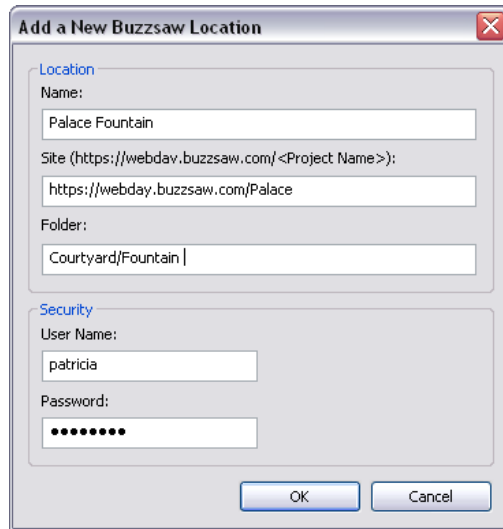 Add a New Buzzsaw Location
Location
Name:
Palace Fountain
Site (https://webdav.buzzsaw.com/<Project Name>):
https://webday.buzzsaw.com/Palace
Folder:
Courtyard/Fountain
Security
User Name:
patricia
Password:
••••••••
OK
Cancel